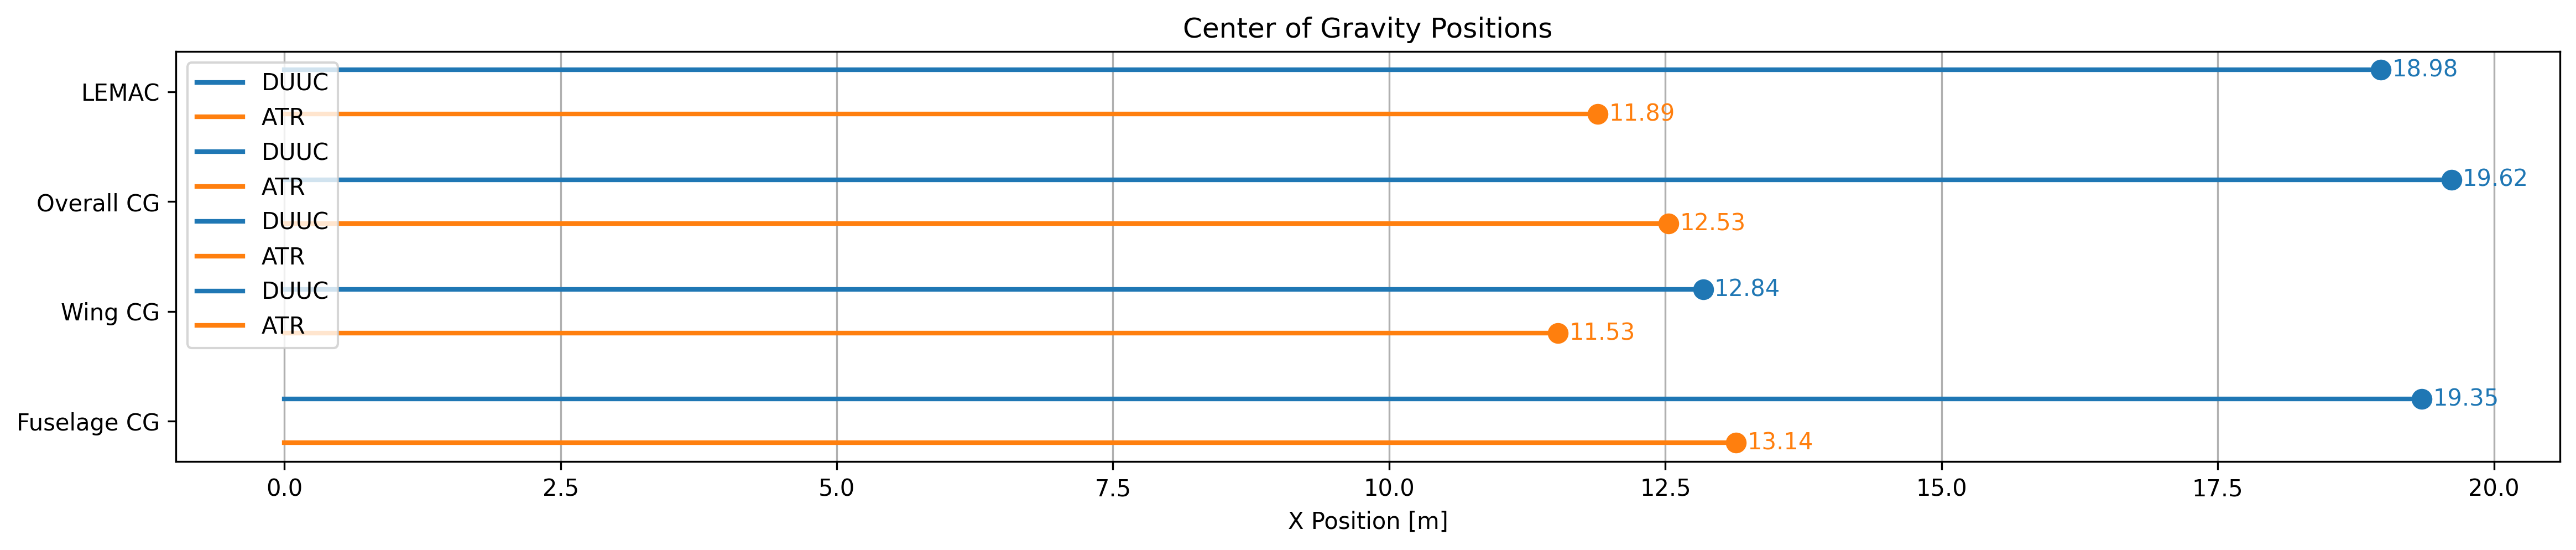 Center of Gravity Positions
LEMAC
Overall CG
Wing CG
Fuselage CG
DUUC
ATR
DUUC
ATR
DUUC
ATR
DUUC
ATR
18.98
11.89
19.62
12.53
12.84
11.53
19.35
13.14
0.0 2.5 5.0 7.5 10.0 12.5 15.0 17.5 20.0
X Position [m]